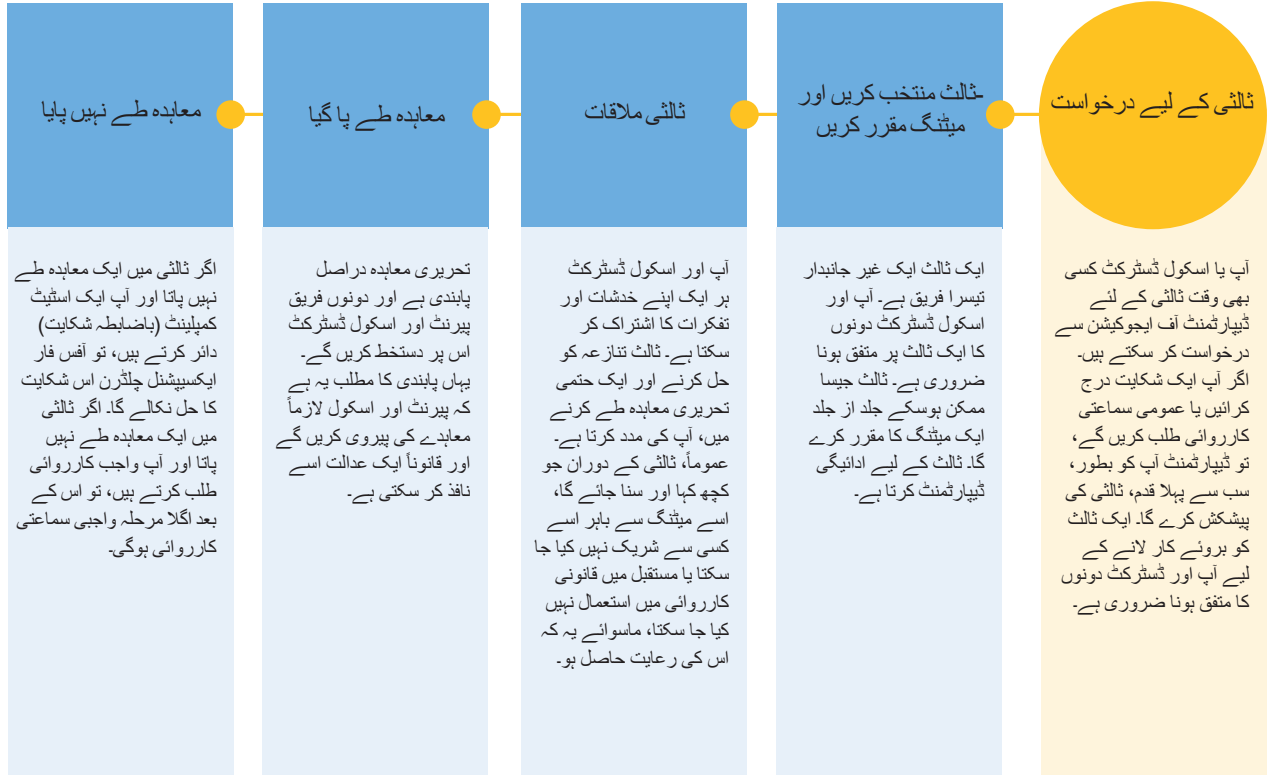 ثالثی کے لیے درخواست
آپ یا اسکول ڈسٹرکٹ کسی
بھی وقت ثالثی کے لئے
ڈیپارٹمنٹ آف ایجوکیشن سے
درخواست کر سکتے ہیں۔
اگر آپ ایک شکایت درج
کرائیں یا عمومی سماعتی
کارروائی طلب کریں گے،
تو ڈیپارٹمنٹ آپ کو بطور،
سب سے پہلا قدم، ثالثی کی
پیشکش کرے گا۔ ایک ثالث
کو بروئے کار لانے کے
لیے آپ اور ڈسٹرکٹ دونوں
کا متفق ہونا ضروری ہے۔
-ثالث منتخب کریں اور
میٹنگ مقرر کریں
ایک ثالث ایک غیر جانبدار
تیسرا فریق ہے۔ آپ اور
اسکول ڈسٹرکٹ دونوں
کا ایک ثالث پر متفق ہونا
ضروری ہے۔ ثالث جیسا
ممکن ہوسکے جلد از جلد
ایک میٹنگ کا مقرر کرے
گا۔ ثالث کے لیے ادائیگی
ڈیپارٹمنٹ کرتا ہے۔
ثالثی ملاقات
آپ اور اسکول ڈسٹرکٹ
ہر ایک اپنے خدشات اور
تفکرات کا اشتراک کر
سکتا ہے۔ ثالث تنازعہ کو
حل کرنے اور ایک حتمی
تحریری معاہدہ طے کرنے
میں، آپ کی مدد کرتا ہے۔
عموماً، ثالثی کے دوران جو
کچھ کہا اور سنا جائے گا،
اسے میٹنگ سے باہر اسے
کسی سے شریک نہیں کیا جا
سکتا یا مستقبل میں قانونی
کارروائی میں استعمال نہیں
کیا جا سکتا، ماسوائے یہ کہ
اس کی رعایت حاصل ہو۔
معاہدہ طے پا گیا
تحریری معاہدہ دراصل
پابندی ہے اور دونوں فریق
پیرنٹ اور اسکول ڈسٹرکٹ
اس پر دستخط کریں گے۔
یہاں پابندی کا مطلب یہ ہے
کہ پیرنٹ اور اسکول لازماً
معاہدے کی پیروی کریں گے
اور قانوناً ایک عدالت اسے
نافذ کر سکتی ہے۔
معاہدہ طے نہیں پایا
اگر ثالثی میں ایک معاہدہ طے
نہیں پاتا اور آپ ایک اسٹیٹ
کمپلینٹ (باضابطہ شکایت)
دائر کرتے ہیں، تو آفس فار
ایکسیپشنل چلڈرن اس شکایت
کا حل نکالے گا۔ اگر ثالثی
میں ایک معاہدہ طے نہیں
پاتا اور آپ واجب کارروائی
طلب کرتے ہیں، تو اس کے
بعد اگلا مرحلہ واجبی سماعتی
کارروائی ہوگی۔